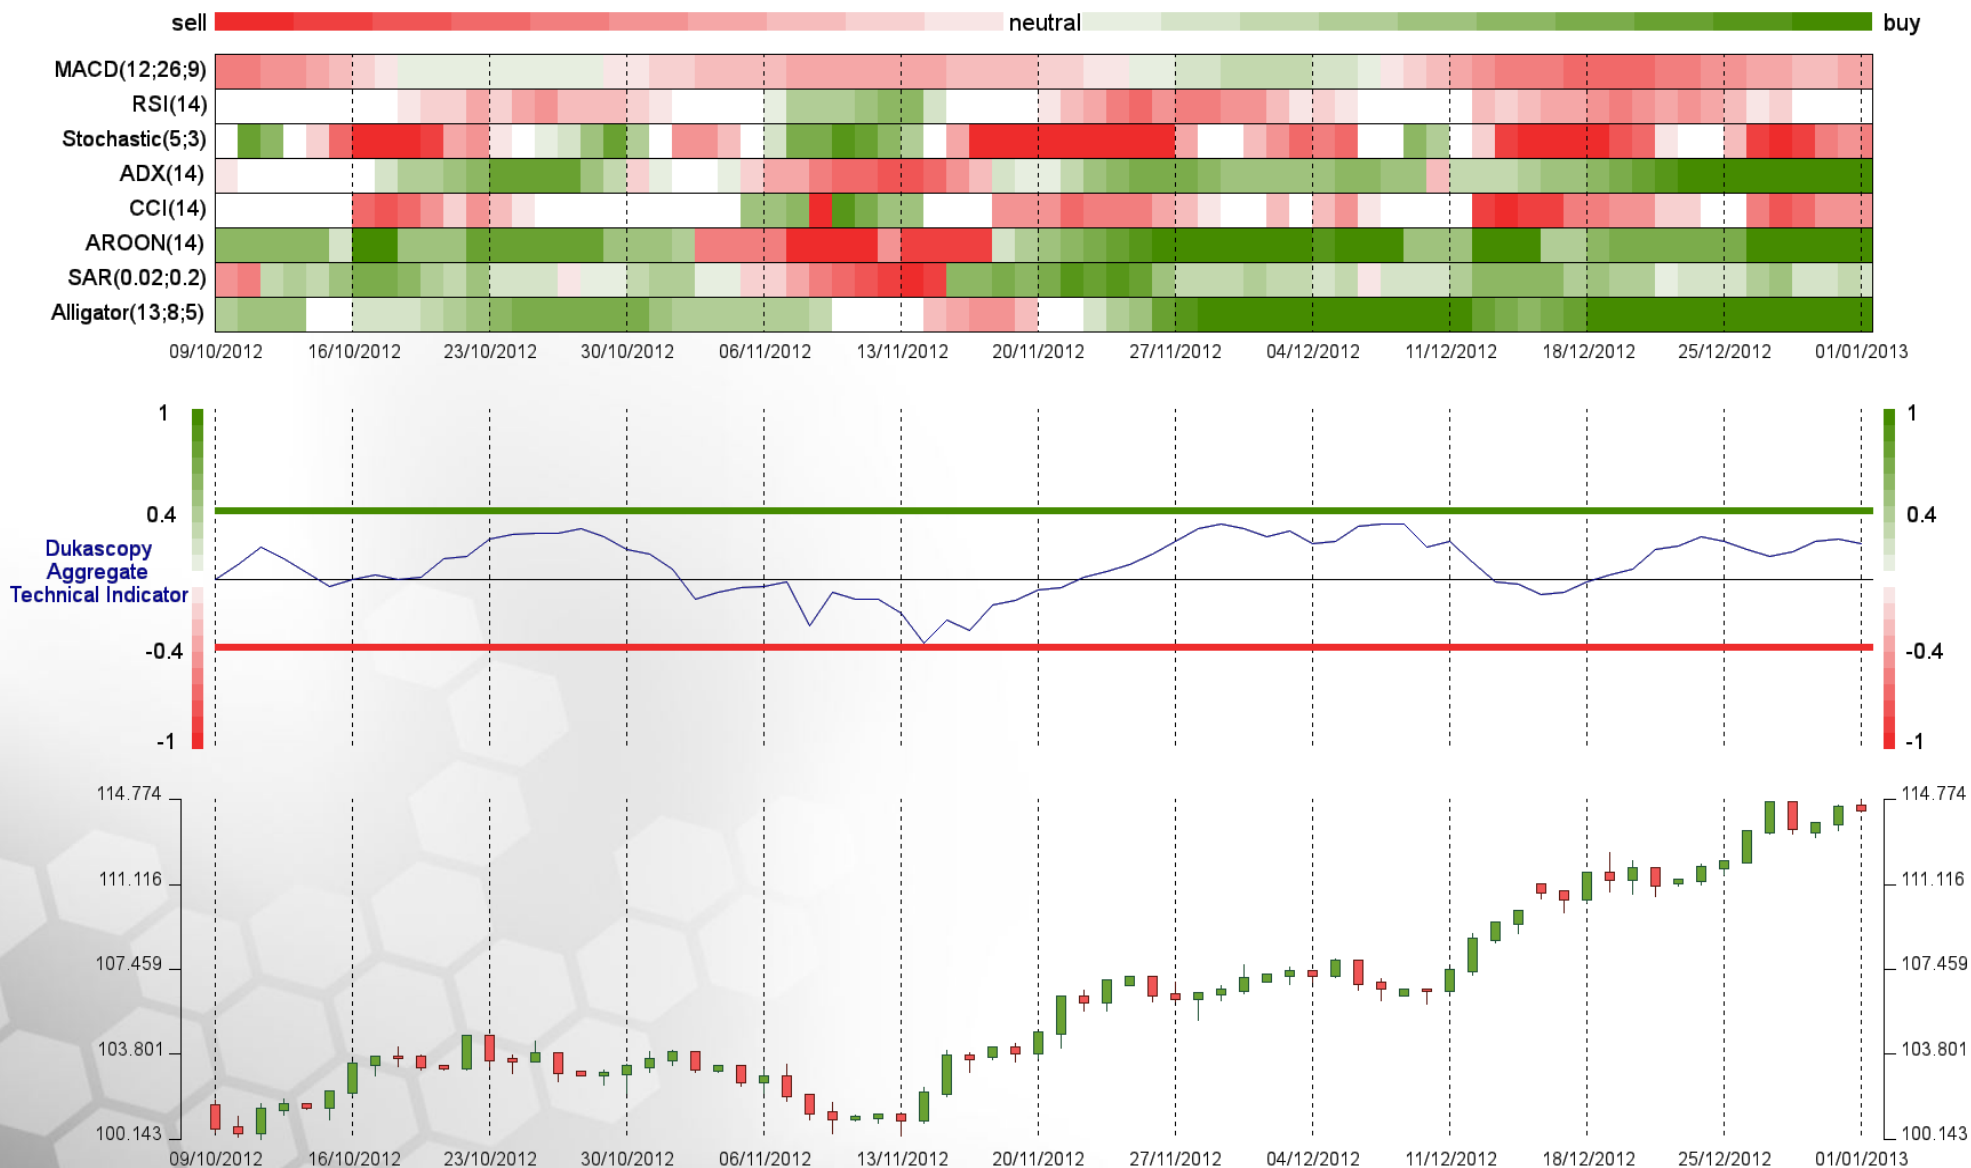 sell neutral buy
MACD(12;26;9)
RSI(14)
Stochastic(5;3)
ADX(14)
CCI(14)
AROON(14)
SAR(0.02;0.2)
Alligator(13;8;5)
09/10/2012 16/10/2012 23/10/2012 30/10/2012 06/11/2012 13/11/2012 20/11/2012 27/11/2012 04/12/2012 11/12/2012 18/12/2012 25/12/2012 01/01/2013
1 1
0.4 0.4
Dukascopy
Aggregate
Technical Indicator
-0.4 -0.4
-1 -1
114.774 114.774
111.116 111.116
107.459 107.459
103.801 103.801
100.143 100.143
09/10/2012 16/10/2012 23/10/2012 30/10/2012 06/11/2012 13/11/2012 20/11/2012 27/11/2012 04/12/2012 11/12/2012 18/12/2012 25/12/2012 01/01/2013